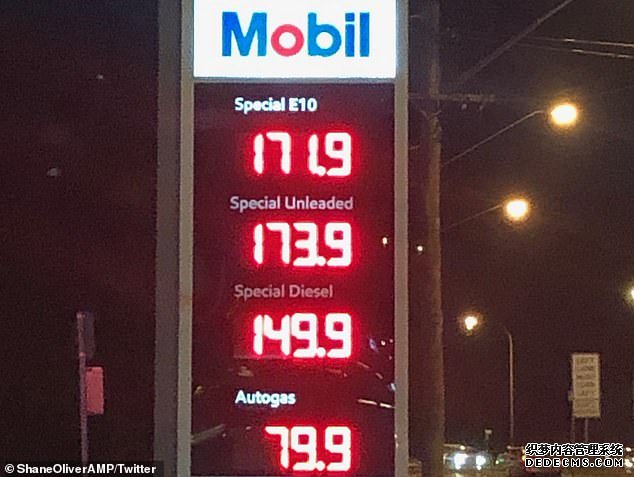 Mobil
Special E10
171.9
Special Unleaded
173.9
Special Diesel
149.9
Autogas
79.9
©ShaneOliverAMP/Twitter
织梦内容管理系统
DEDECMS.COM